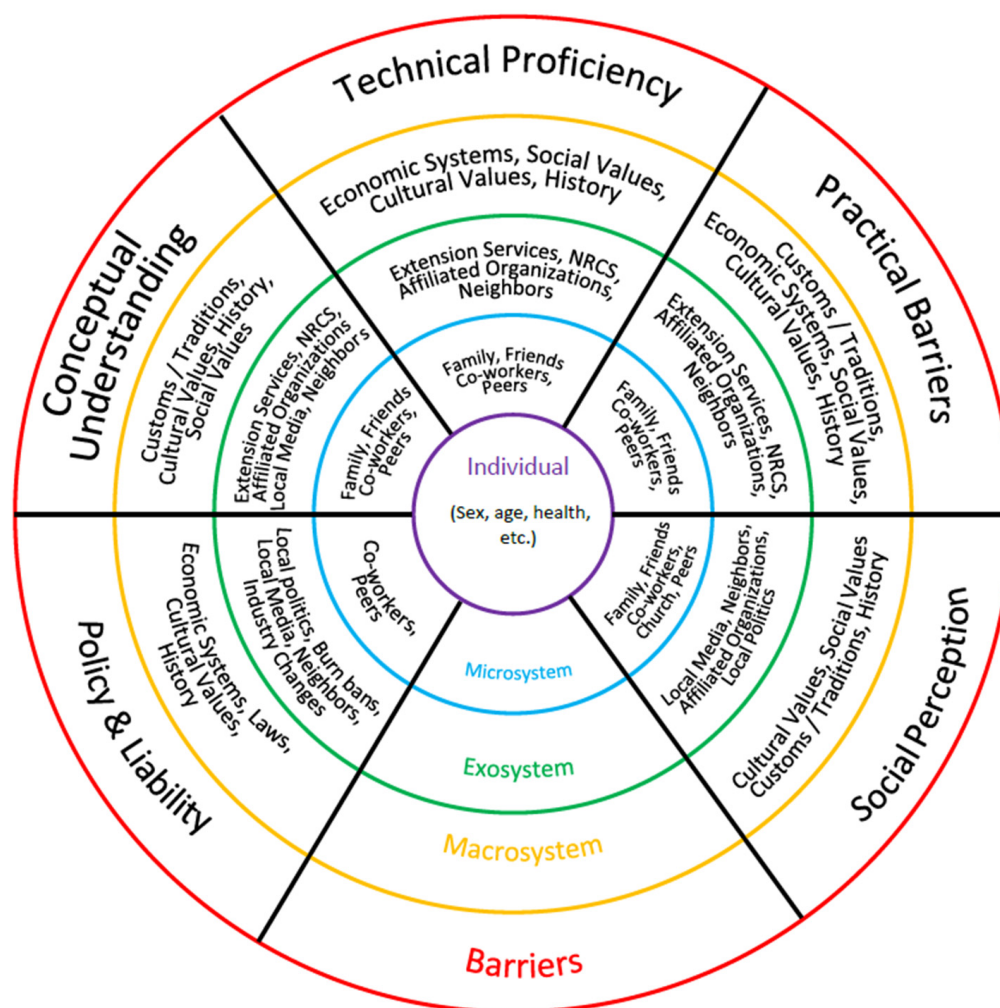 Technical Proficiency
Economic Systems, Social Values,
Cultural Values, History
Extension Services, NRCS,
Affiliated Organizations,
Neighbors
Family, Friends
Co-workers,
Peers
Practical Barriers
Customs / Traditions,
Economic Systems, Social Values,
Cultural Values, History
Extension Services, NRCS,
Affiliated Organizations,
Neighbors
Family, Friends
Co-workers,
Peers
Social Perception
Cultural Values, Social Values
Customs / Traditions, History
Local Media, Neighbors,
Affiliated Organizations,
Local Politics
Family, Friends
Co-workers,
Church, Peers
Individual
(Sex, age, health,
etc.)
Microsystem
Exosystem
Macrosystem
Barriers
Policy & Liability
Economic Systems, Laws,
Cultural Values,
History
Local politics, Burn bans,
Local Media, Neighbors,
Industry Changes
Co-workers,
Peers
Conceptual
Understanding
Customs / Traditions,
Cultural Values, History,
Social Values
Extension Services, NRCS,
Affiliated Organizations
Local Media, Neighbors
Family, Friends
Co-workers,
Peers